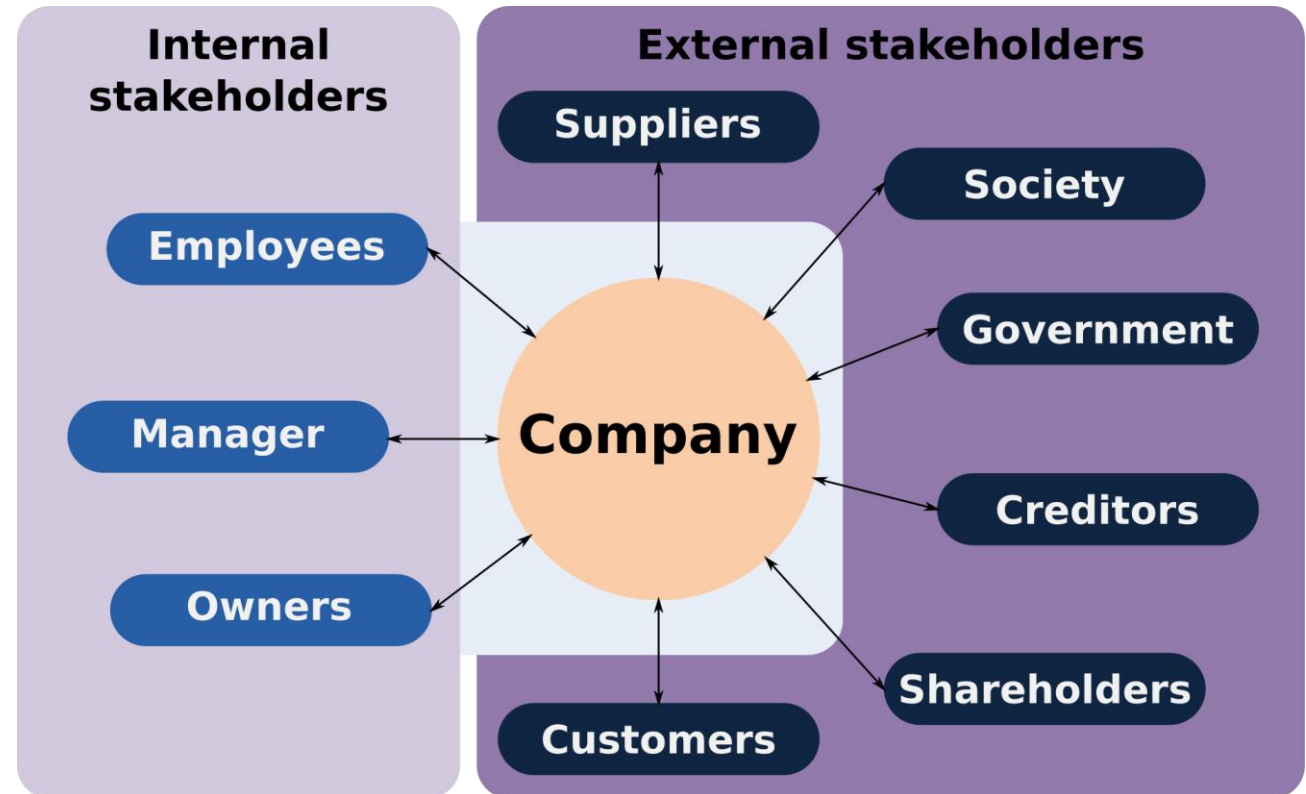 Internal
stakeholders
Employees
Manager
Owners
Company
External stakeholders
Suppliers
Society
Government
Creditors
Shareholders
Customers